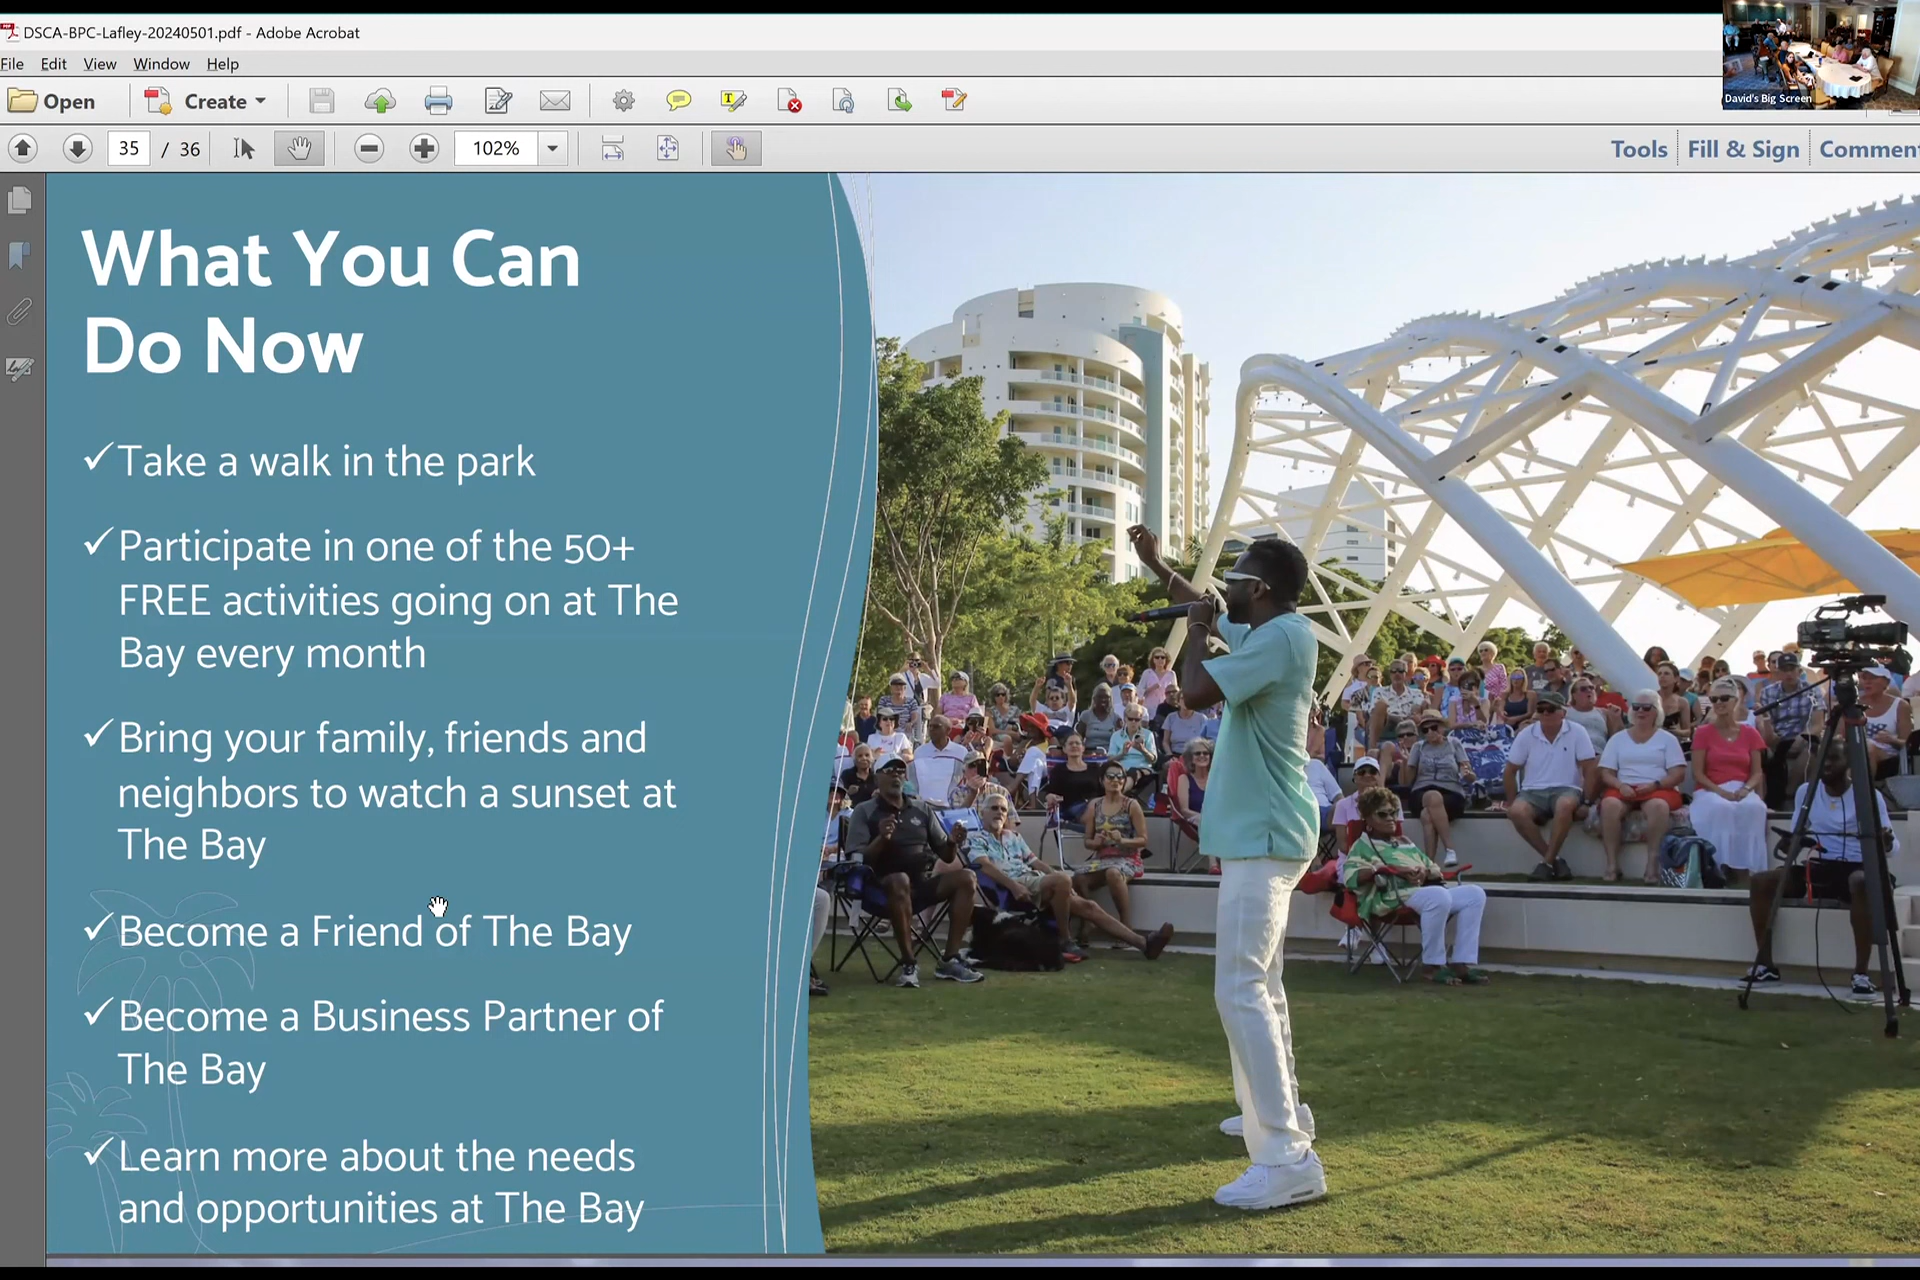 DSCA-BPC-Lafley-20240501.pdf - Adobe Acrobat
File Edit View Window Help
Open Create
David's Big Screen
35 / 36 102% Tools Fill & Sign Comment
What You Can
Do Now
✓Take a walk in the park
✓Participate in one of the 50+
FREE activities going on at The
Bay every month
✓Bring your family, friends and
neighbors to watch a sunset at
The Bay
✓Become a Friend of The Bay
✓Become a Business Partner of
The Bay
✓Learn more about the needs
and opportunities at The Bay